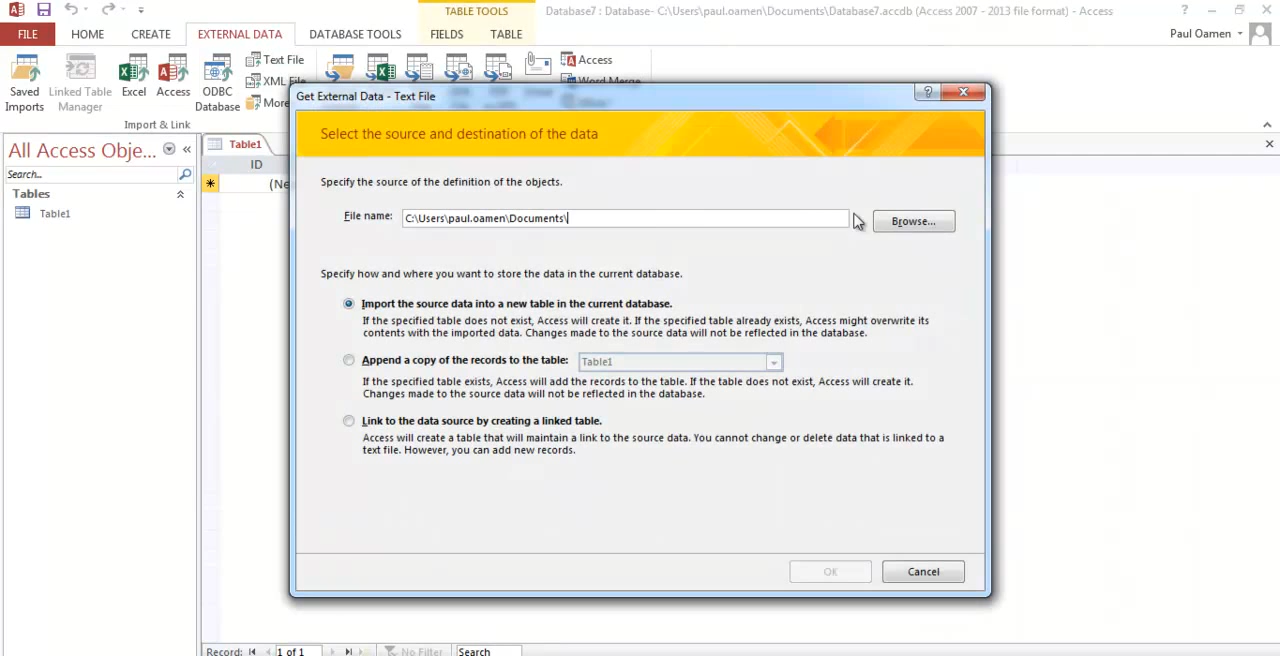 TABLE TOOLS
Database7 : Database- C:\Users\paul.oamen\Documents\Database7.accdb (Access 2007 - 2013 file format) - Access
FILE HOME CREATE EXTERNAL DATA DATABASE TOOLS FIELDS TABLE Paul Oamen
Saved Imports
Linked Table Manager
Excel
Access
ODBC Database
Text File
XML File
More
Access
Word Merge
Import & Link
Get External Data - Text File
Select the source and destination of the data
Specify the source of the definition of the objects.
File name: C:\Users\paul.oamen\Documents\
Browse...
Specify how and where you want to store the data in the current database.
Import the source data into a new table in the current database.
If the specified table does not exist, Access will create it. If the specified table already exists, Access might overwrite its
contents with the imported data. Changes made to the source data will not be reflected in the database.
Append a copy of the records to the table: Table1
If the specified table exists, Access will add the records to the table. If the table does not exist, Access will create it.
Changes made to the source data will not be reflected in the database.
Link to the data source by creating a linked table.
Access will create a table that will maintain a link to the source data. You cannot change or delete data that is linked to a
text file. However, you can add new records.
OK Cancel
All Access Obje...
Search...
Tables
Table1
Table1
ID
(Ne
Record: 1 of 1 No Filter Search